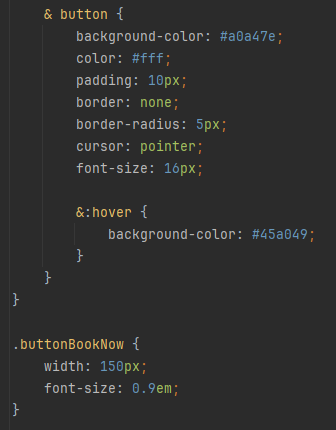 & button {
background-color: #a0a47e;
color: #fff;
padding: 10px;
border: none;
border-radius: 5px;
cursor: pointer;
font-size: 16px;
&:hover {
background-color: #45a049;
}
}
}
.buttonBookNow {
width: 150px;
font-size: 0.9em;
}